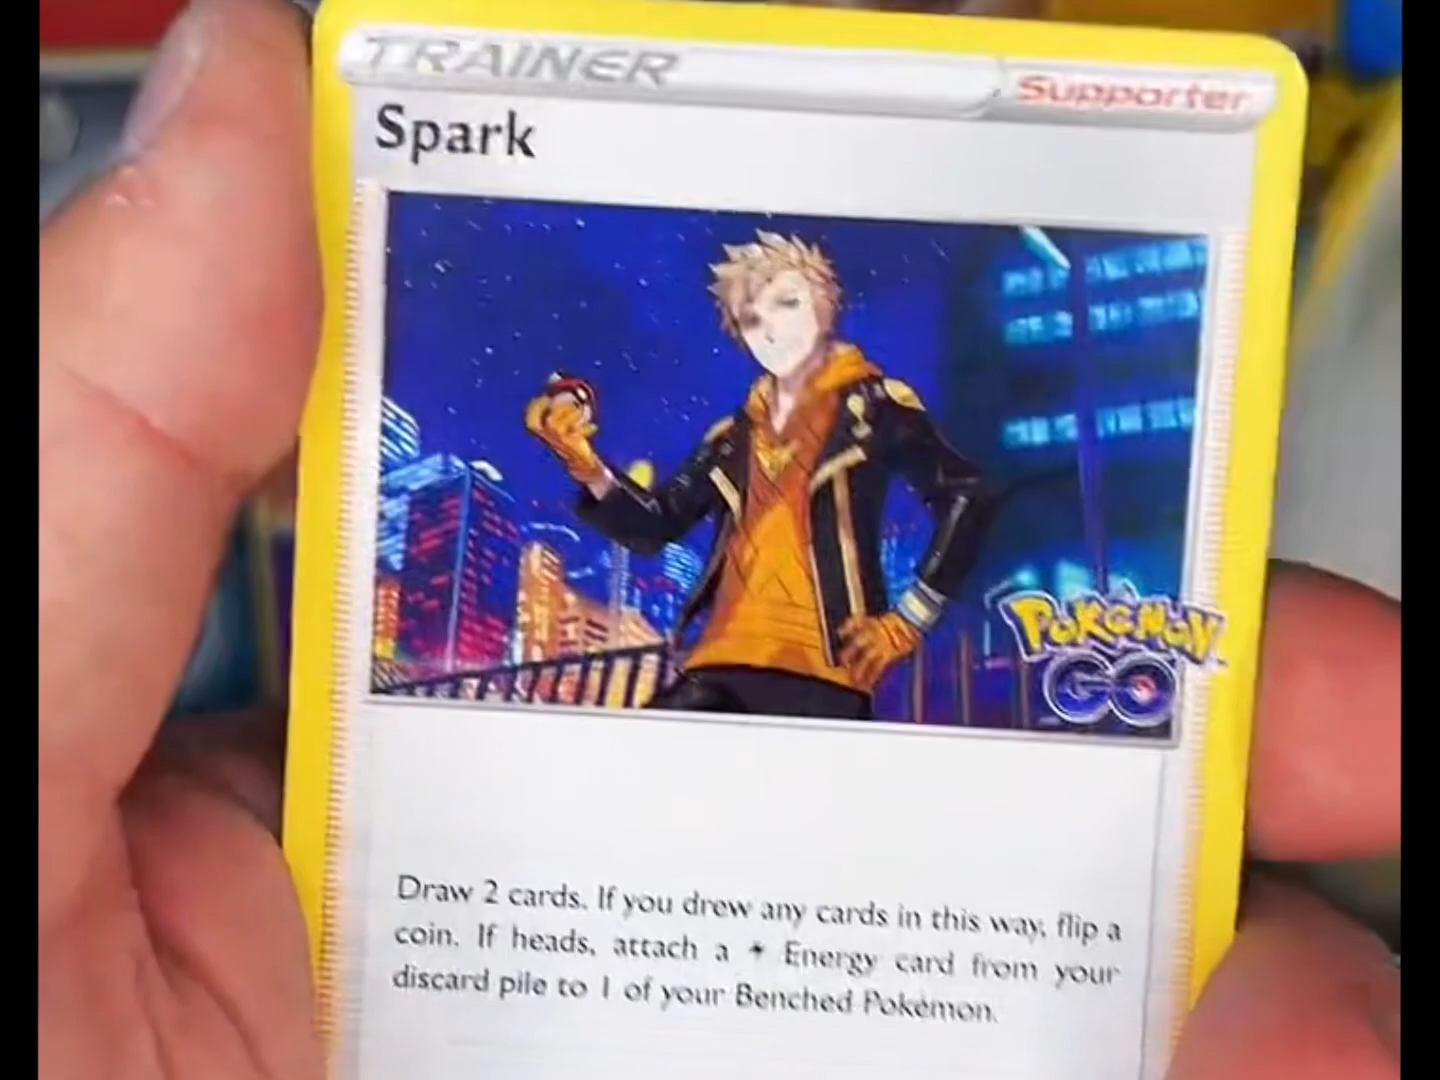 TRAINER
Supporter
Spark
POKÉMON
GO
Draw 2 cards. If you drew any cards in this way, flip a
coin. If heads, attach a Energy card from your
discard pile to 1 of your Benched Pokémon.